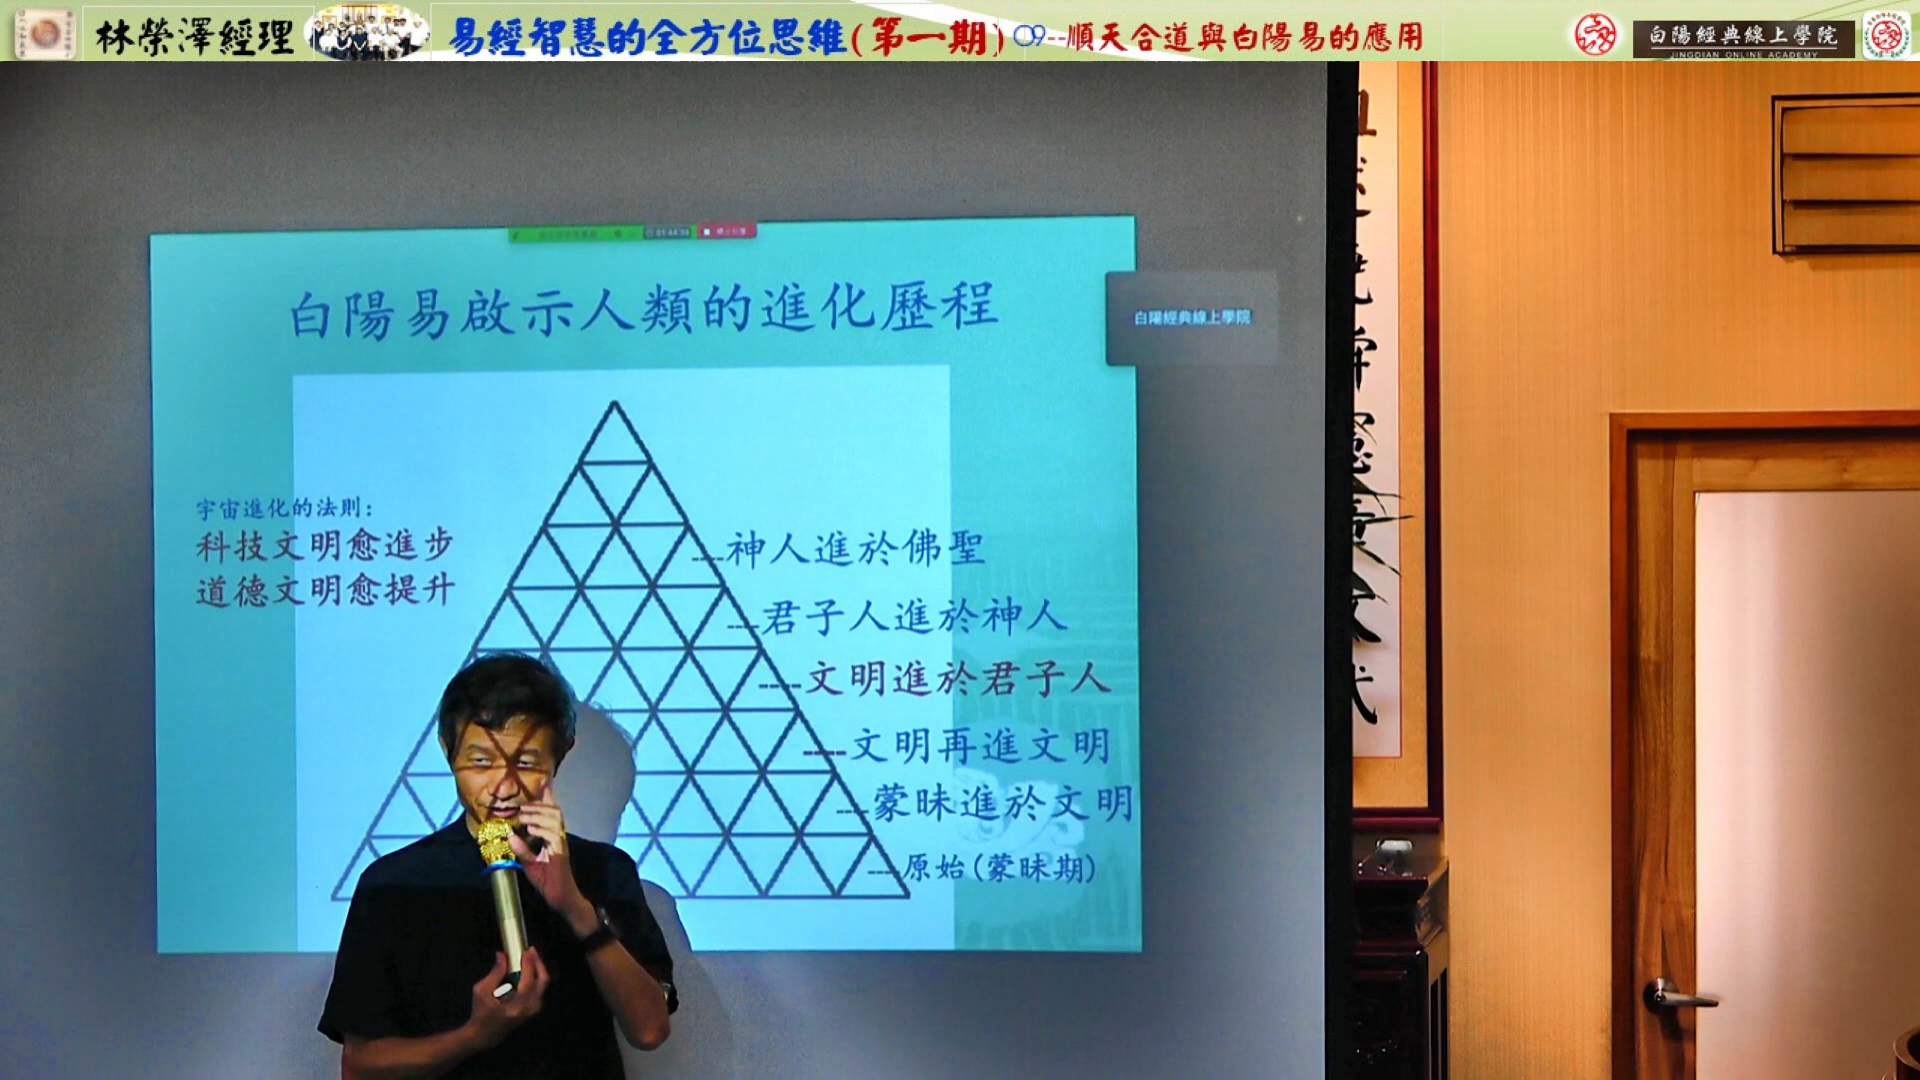 林榮澤經理
易經智慧的全方位思維(第一期)09--順天合道與白陽易的應用
白陽經典線上學院
JINGDIAN ONLINE ACADEMY
白陽易啟示人類的進化歷程
白陽經典線上學院
宇宙進化的法則:
科技文明愈進步
道德文明愈提升
----神人進於佛聖
----君子人進於神人
----文明進於君子人
----文明再進文明
----蒙昧進於文明
----原始(蒙昧期)